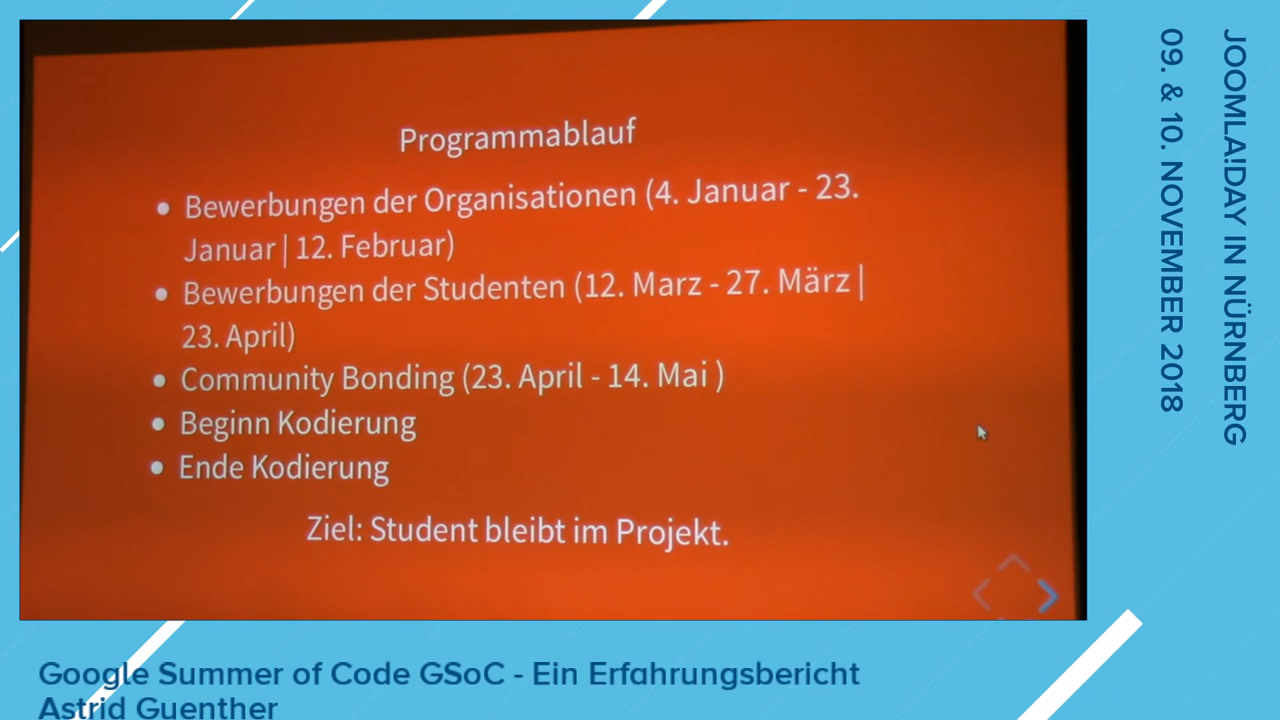 Programmablauf
Bewerbungen der Organisationen (4. Januar - 23.
Januar | 12. Februar)
Bewerbungen der Studenten (12. Marz - 27. März |
23. April)
Community Bonding (23. April - 14. Mai )
Beginn Kodierung
Ende Kodierung
Ziel: Student bleibt im Projekt.
JOOMLA!DAY IN NÜRNBERG
09. & 10. NOVEMBER 2018
Google Summer of Code GSoC - Ein Erfahrungsbericht
Astrid Guenther